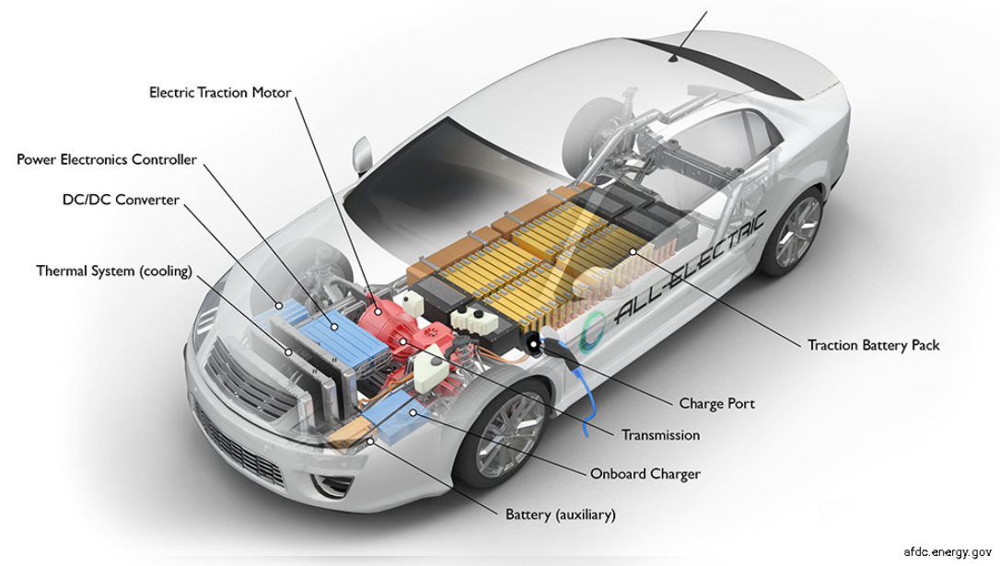 Electric Traction Motor
Power Electronics Controller
DC/DC Converter
Thermal System (cooling)
ALL-ELECTRIC
Traction Battery Pack
Charge Port
Transmission
Onboard Charger
Battery (auxiliary)
afdc.energy.gov